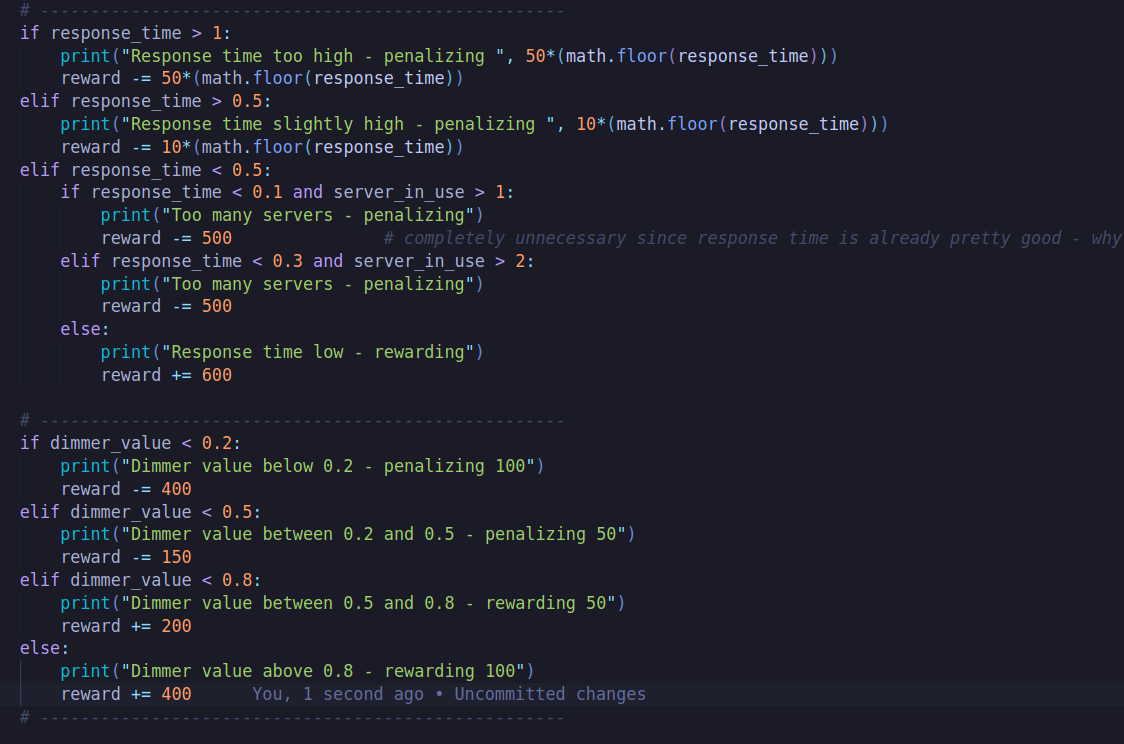 # ----------------------------------------------------
if response_time > 1:
    print("Response time too high - penalizing ", 50*(math.floor(response_time)))
    reward -= 50*(math.floor(response_time))
elif response_time > 0.5:
    print("Response time slightly high - penalizing ", 10*(math.floor(response_time)))
    reward -= 10*(math.floor(response_time))
elif response_time < 0.5:
    if response_time < 0.1 and server_in_use > 1:
        print("Too many servers - penalizing")
        reward -= 500               # completely unnecessary since response time is already pretty good - why
    elif response_time < 0.3 and server_in_use > 2:
        print("Too many servers - penalizing")
        reward -= 500
    else:
        print("Response time low - rewarding")
        reward += 600
# ----------------------------------------------------
if dimmer_value < 0.2:
    print("Dimmer value below 0.2 - penalizing 100")
    reward -= 400
elif dimmer_value < 0.5:
    print("Dimmer value between 0.2 and 0.5 - penalizing 50")
    reward -= 150
elif dimmer_value < 0.8:
    print("Dimmer value between 0.5 and 0.8 - rewarding 50")
    reward += 200
else:
    print("Dimmer value above 0.8 - rewarding 100")
    reward += 400      You, 1 second ago • Uncommitted changes
# ----------------------------------------------------